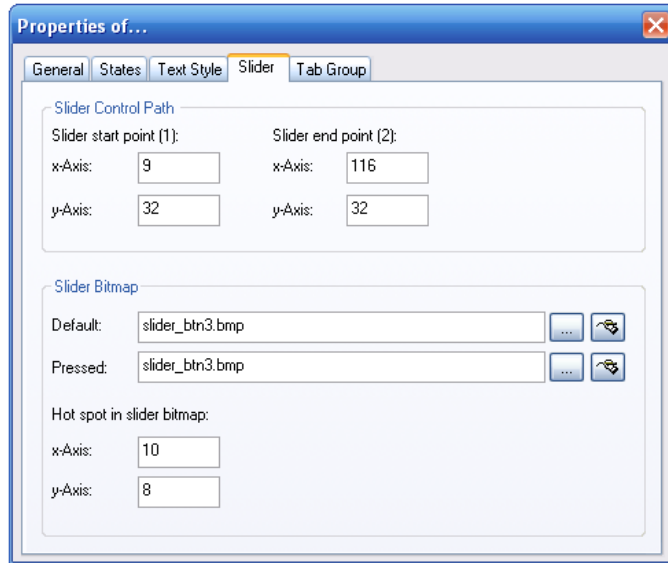 Properties of...
General States Text Style Slider Tab Group
Slider Control Path
Slider start point (1): Slider end point (2):
x-Axis: 9 x-Axis: 116
y-Axis: 32 y-Axis: 32
Slider Bitmap
Default: slider_btn3.bmp ...
Pressed: slider_btn3.bmp ...
Hot spot in slider bitmap:
x-Axis: 10
y-Axis: 8